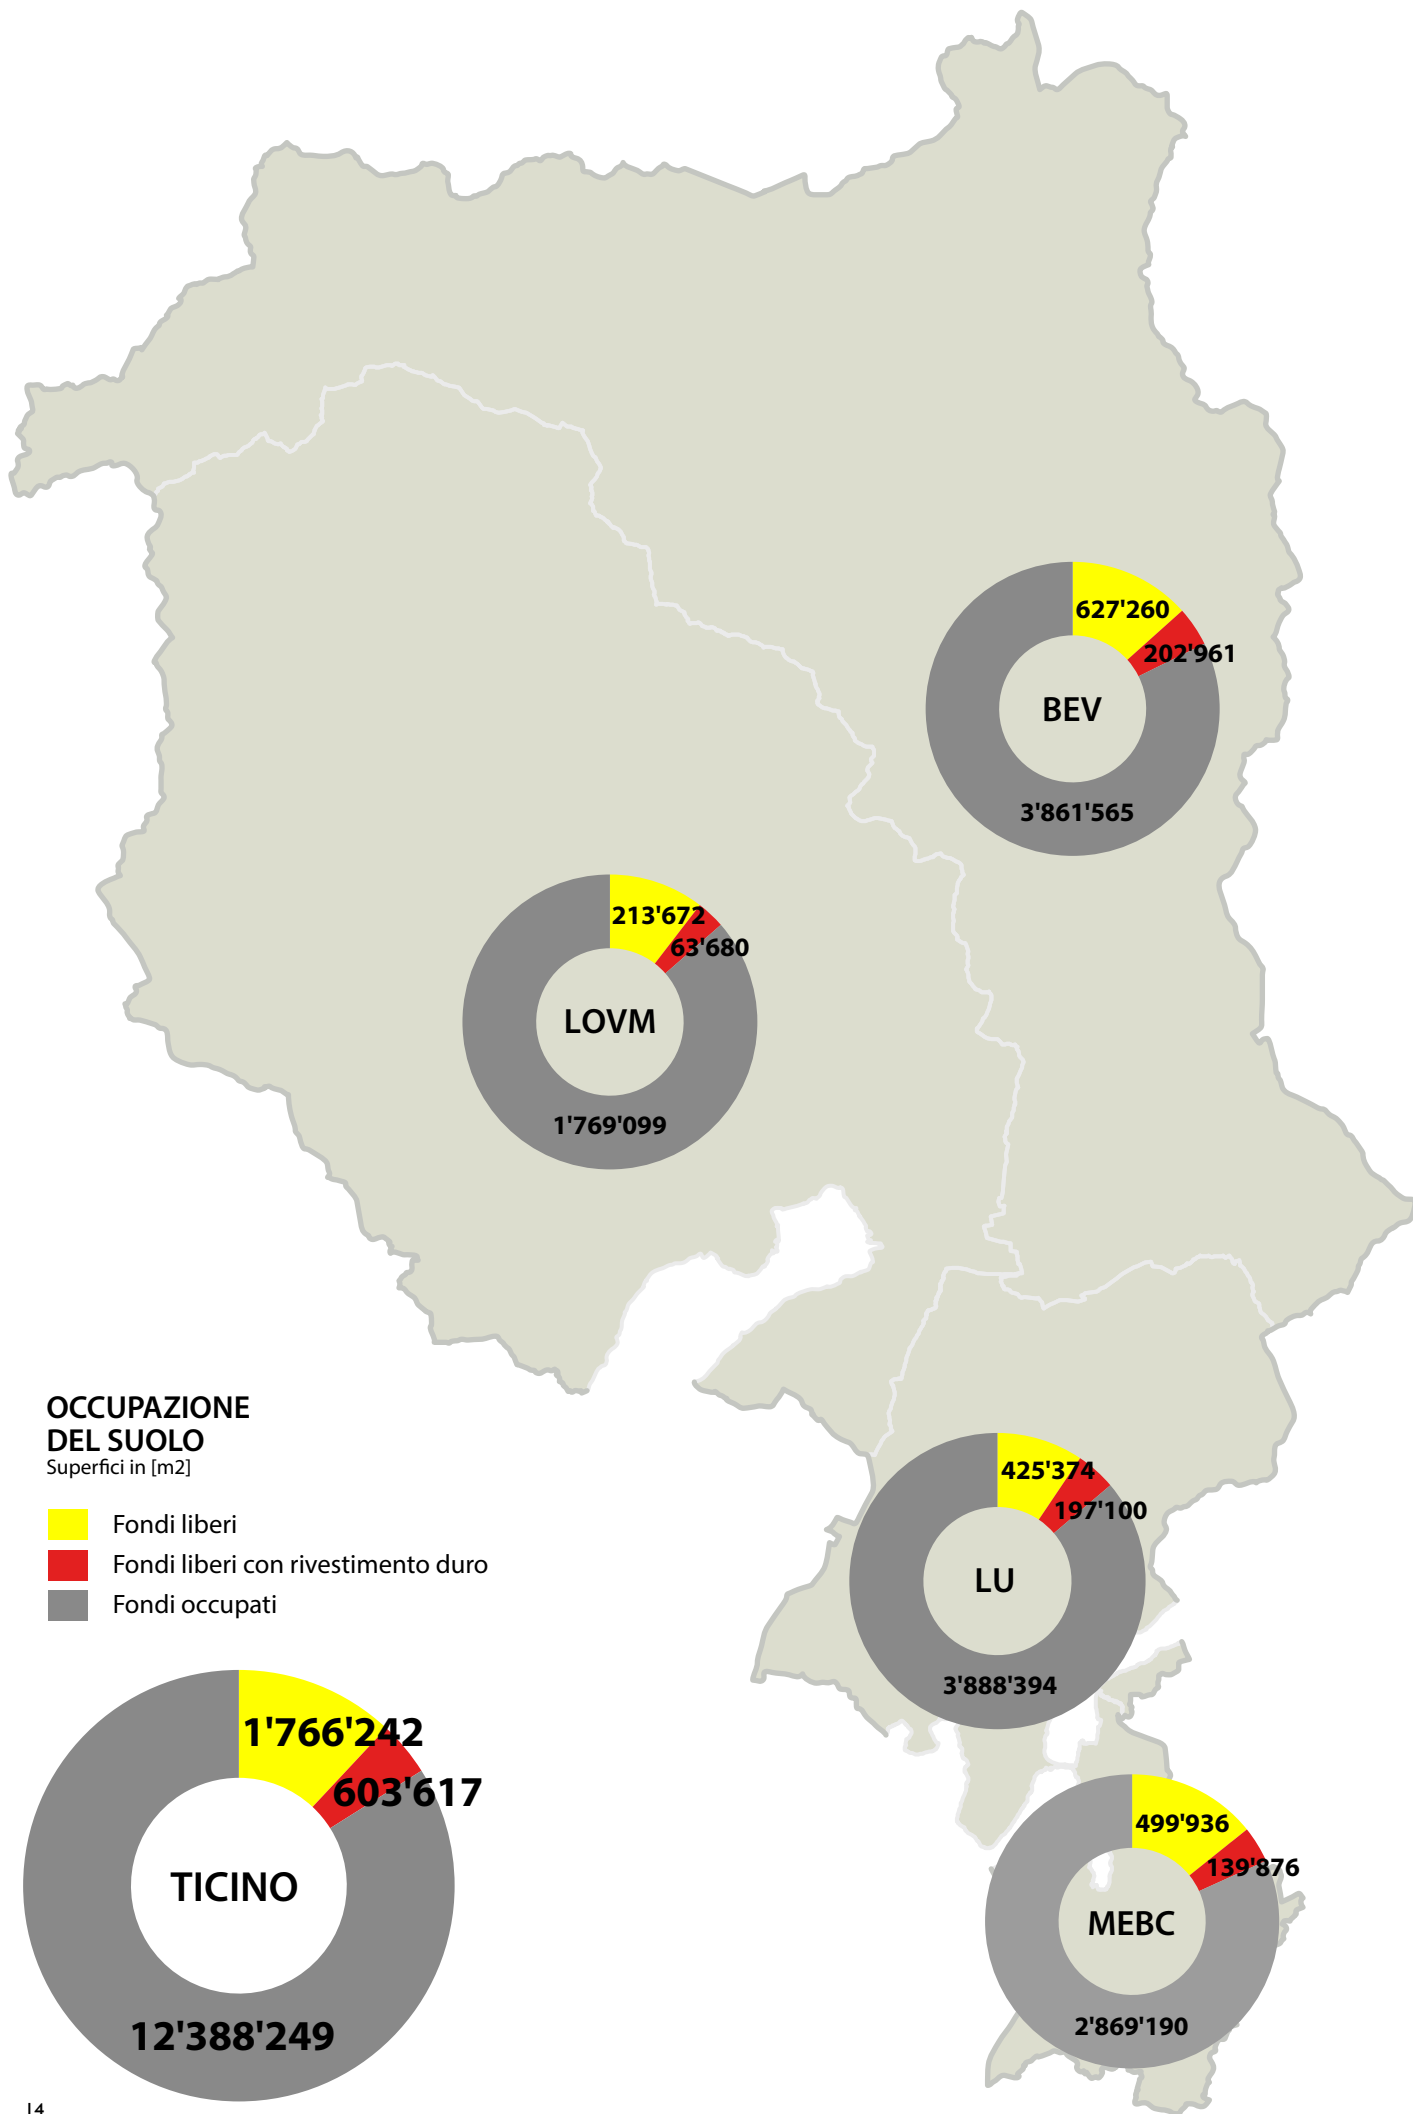 627'260
202'961
BEV
3'861'565
213'672
63'680
LOVM
1'769'099
OCCUPAZIONE
DEL SUOLO
Superfici in [m2]
Fondi liberi
Fondi liberi con rivestimento duro
Fondi occupati
425'374
197'100
LU
3'888'394
1'766'242
603'617
TICINO
12'388'249
499'936
139'876
MEBC
2'869'190
14